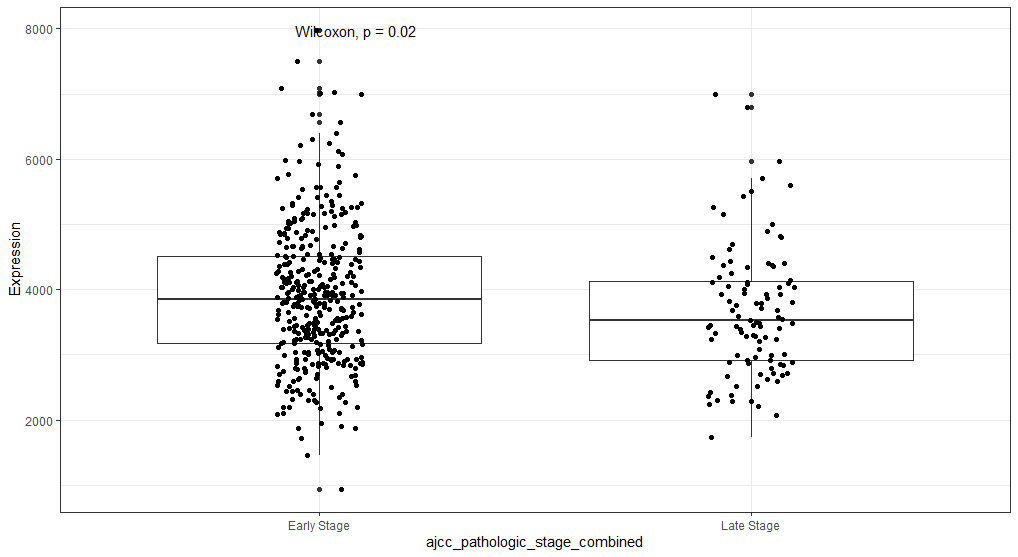 8000
6000
4000
2000
Expression
Wilcoxon, p = 0.02
Early Stage
Late Stage
ajcc_pathologic_stage_combined